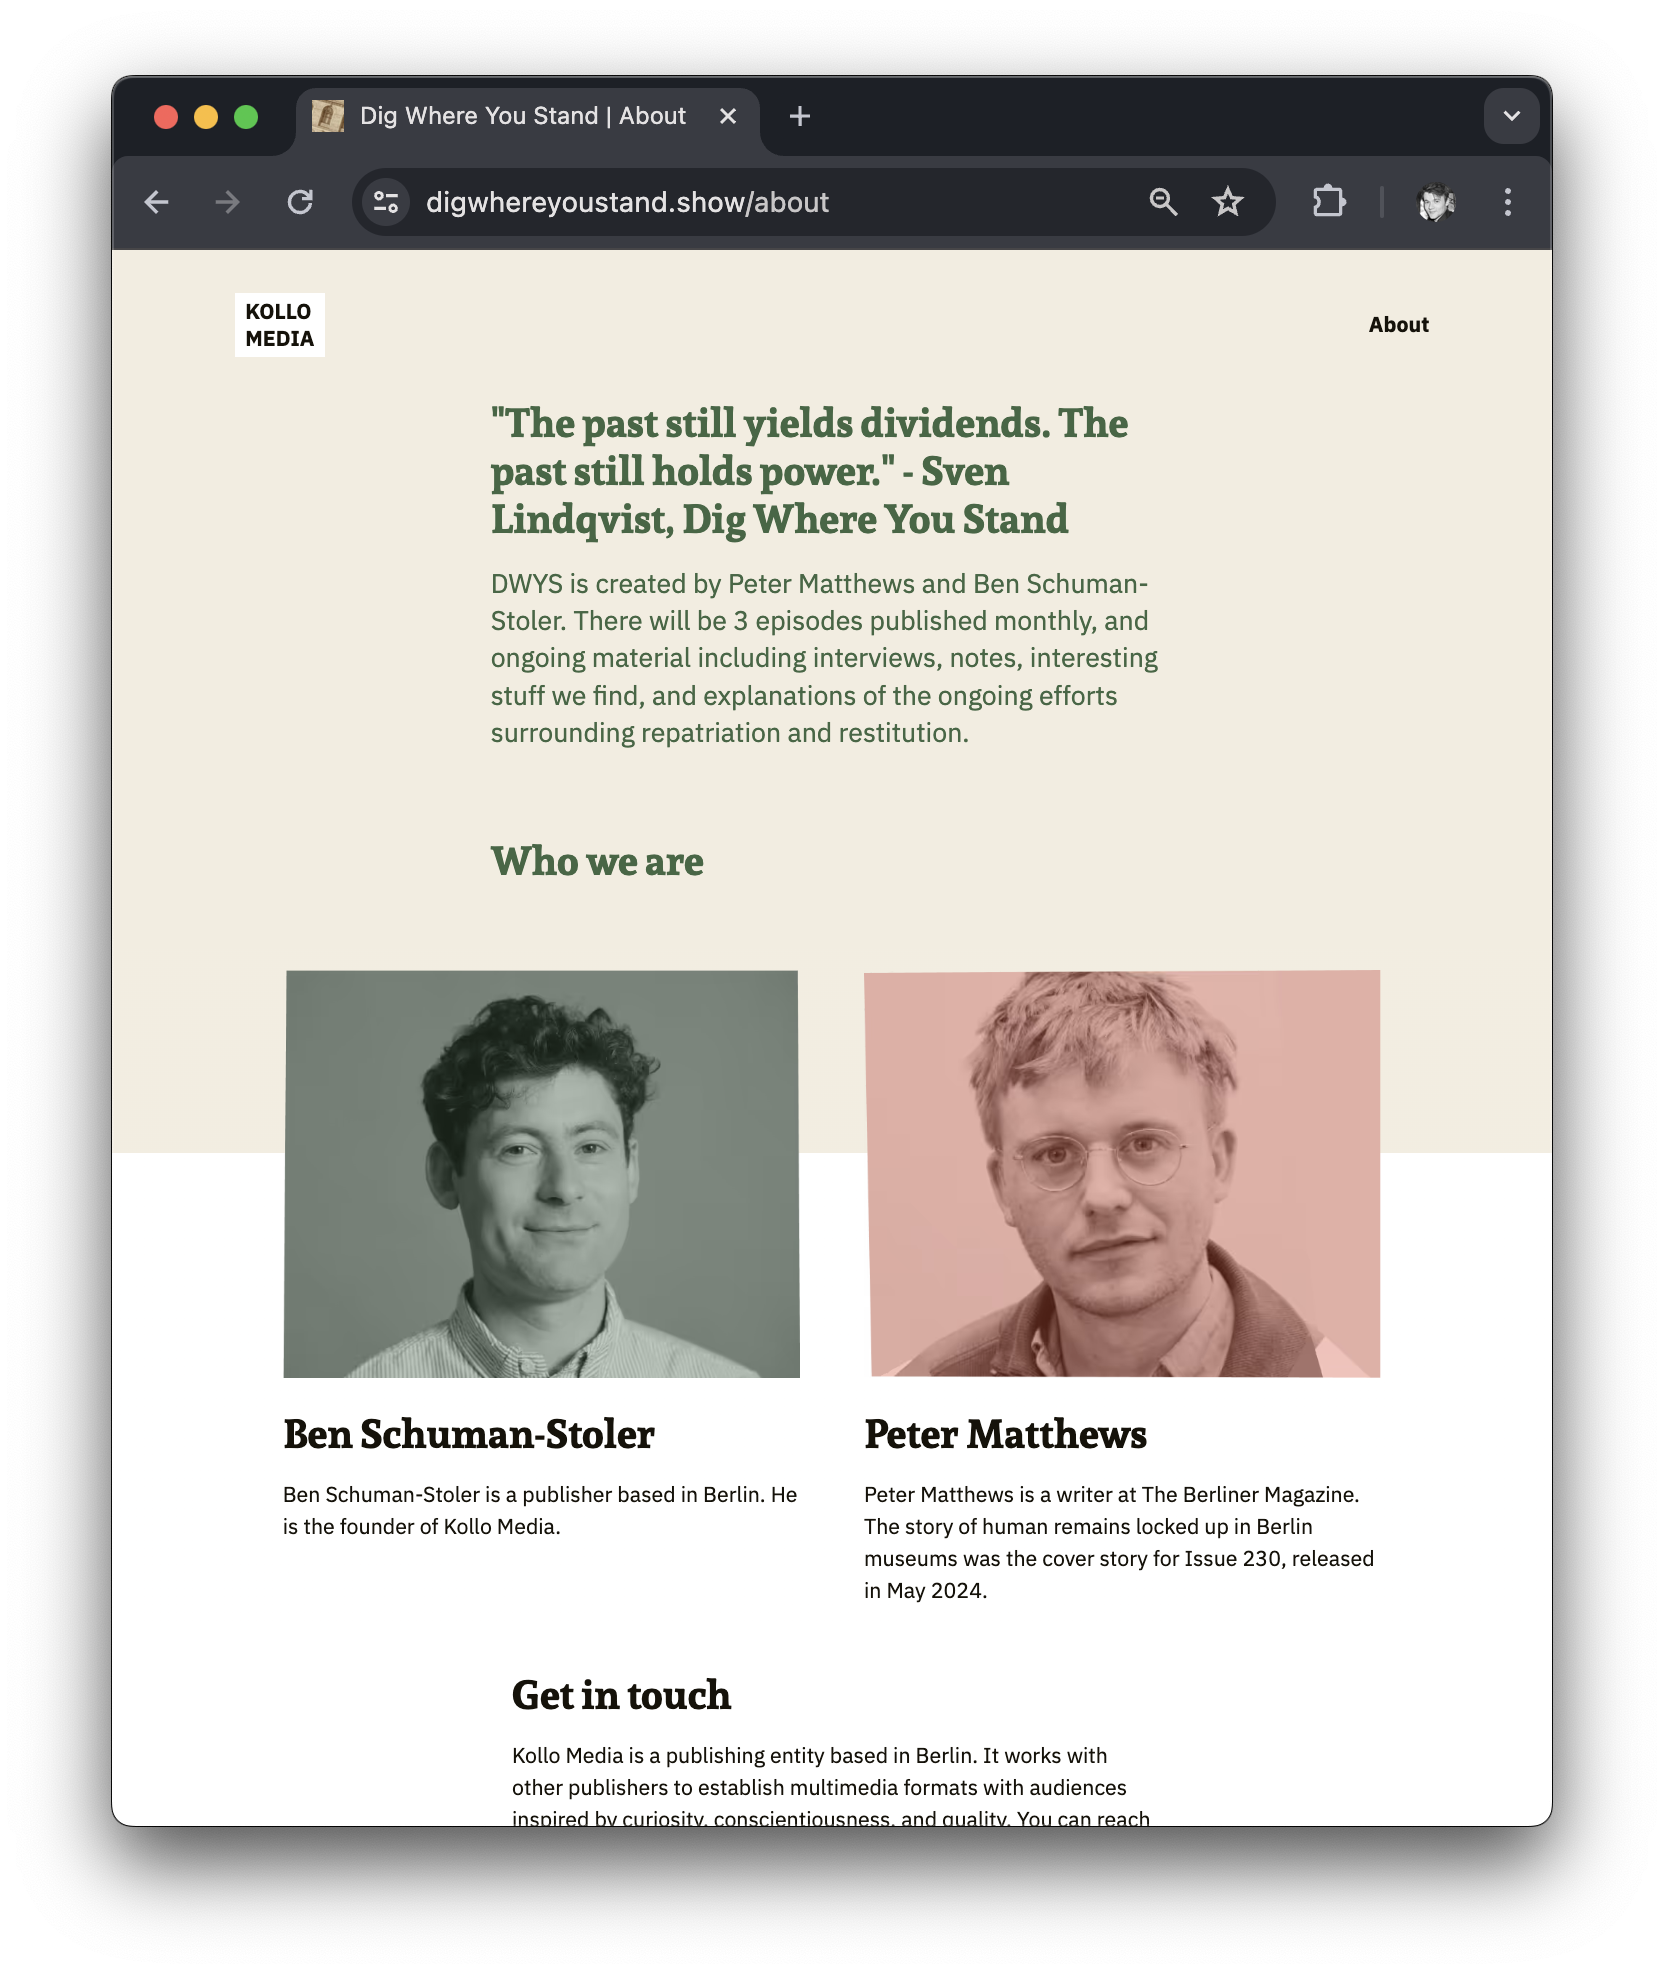 Dig Where You Stand | About
digwhereyoustand.show/about
KOLLO
MEDIA
About
"The past still yields dividends. The
past still holds power." - Sven
Lindqvist, Dig Where You Stand
DWYS is created by Peter Matthews and Ben Schuman-
Stoler. There will be 3 episodes published monthly, and
ongoing material including interviews, notes, interesting
stuff we find, and explanations of the ongoing efforts
surrounding repatriation and restitution.
Who we are
Ben Schuman-Stoler
Ben Schuman-Stoler is a publisher based in Berlin. He
is the founder of Kollo Media.
Peter Matthews
Peter Matthews is a writer at The Berliner Magazine.
The story of human remains locked up in Berlin
museums was the cover story for Issue 230, released
in May 2024.
Get in touch
Kollo Media is a publishing entity based in Berlin. It works with
other publishers to establish multimedia formats with audiences
inspired by curiosity, conscientiousness, and quality. You can reach